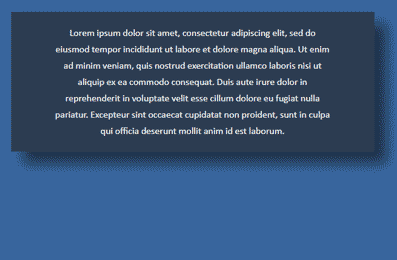 Lorem ipsum dolor sit amet, consectetur adipiscing elit, sed do
eiusmod tempor incididunt ut labore et dolore magna aliqua. Ut enim
ad minim veniam, quis nostrud exercitation ullamco laboris nisi ut
aliquip ex ea commodo consequat. Duis aute irure dolor in
reprehenderit in voluptate velit esse cillum dolore eu fugiat nulla
pariatur. Excepteur sint occaecat cupidatat non proident, sunt in culpa
qui officia deserunt mollit anim id est laborum.